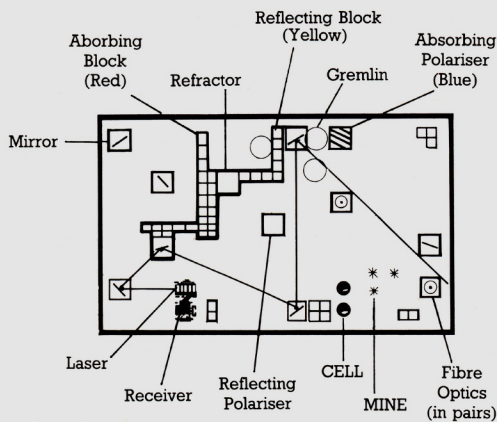 Reflecting Block
(Yellow)
Aborbing
Block
(Red)
Refractor
Gremlin
Absorbing
Polariser
(Blue)
Mirror
Laser
Receiver
Reflecting
Polariser
CELL
MINE
Fibre
Optics
(in pairs)